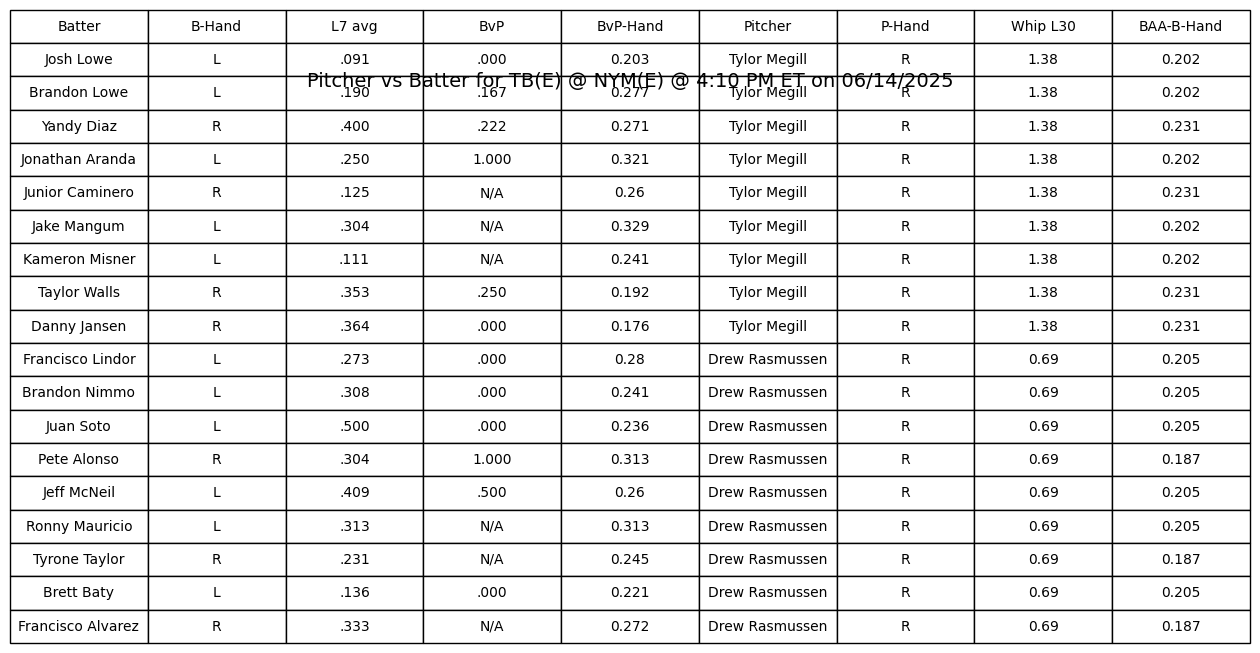 Batter B-Hand L7 avg BvP BvP-Hand Pitcher P-Hand Whip L30 BAA-B-Hand
Josh Lowe L .091 .000 0.203 Tylor Megill R 1.38 0.202
Pitcher vs Batter for TB(E) @ NYM(E) @ 4:10 PM ET on 06/14/2025
Brandon Lowe L .190 .167 0.277 Tylor Megill R 1.38 0.202
Yandy Diaz R .400 .222 0.271 Tylor Megill R 1.38 0.231
Jonathan Aranda L .250 1.000 0.321 Tylor Megill R 1.38 0.202
Junior Caminero R .125 N/A 0.26 Tylor Megill R 1.38 0.231
Jake Mangum L .304 N/A 0.329 Tylor Megill R 1.38 0.202
Kameron Misner L .111 N/A 0.241 Tylor Megill R 1.38 0.202
Taylor Walls R .353 .250 0.192 Tylor Megill R 1.38 0.231
Danny Jansen R .364 .000 0.176 Tylor Megill R 1.38 0.231
Francisco Lindor L .273 .000 0.28 Drew Rasmussen R 0.69 0.205
Brandon Nimmo L .308 .000 0.241 Drew Rasmussen R 0.69 0.205
Juan Soto L .500 .000 0.236 Drew Rasmussen R 0.69 0.205
Pete Alonso R .304 1.000 0.313 Drew Rasmussen R 0.69 0.187
Jeff McNeil L .409 .500 0.26 Drew Rasmussen R 0.69 0.205
Ronny Mauricio L .313 N/A 0.313 Drew Rasmussen R 0.69 0.205
Tyrone Taylor R .231 N/A 0.245 Drew Rasmussen R 0.69 0.187
Brett Baty L .136 .000 0.221 Drew Rasmussen R 0.69 0.205
Francisco Alvarez R .333 N/A 0.272 Drew Rasmussen R 0.69 0.187